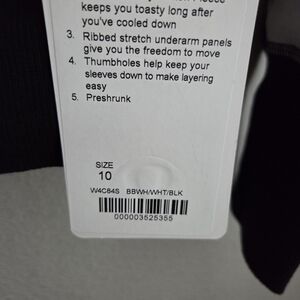 keeps you toasty long after
you've cooled down
3. Ribbed stretch underarm panels
give you the freedom to move
4. Thumbholes help keep your
sleeves down to make layering
easy
5. Preshrunk
SIZE
10
W4C84S BBWH/WHT/BLK
000003525355